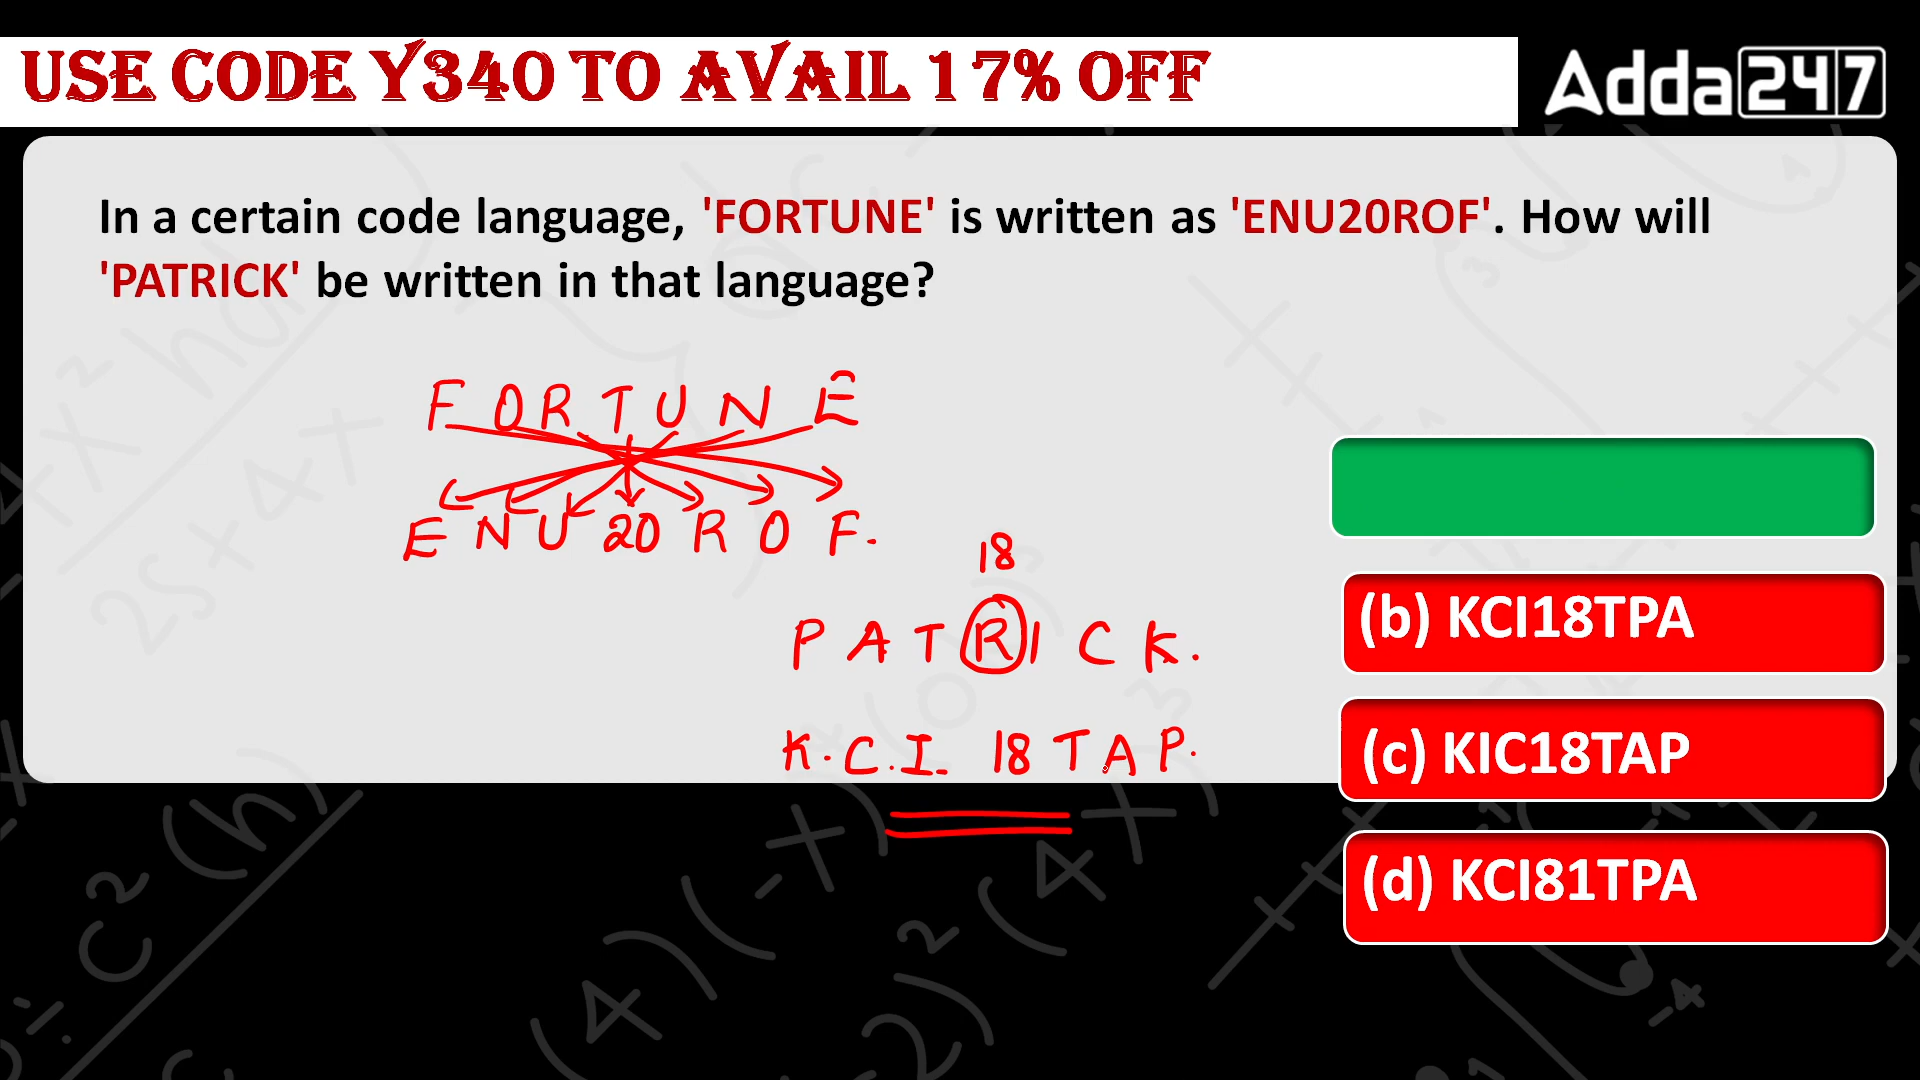 USE CODE Y340 TO AVAIL 17% OFF
Adda247
In a certain code language, 'FORTUNE' is written as 'ENU20ROF'. How will
'PATRICK' be written in that language?
F O R T U N E
E N U 20 R O F.
18
P A T R I C K.
K.C.I. 18 T A P.
(b) KCI18TPA
(c) KIC18TAP
(d) KCI81TPA